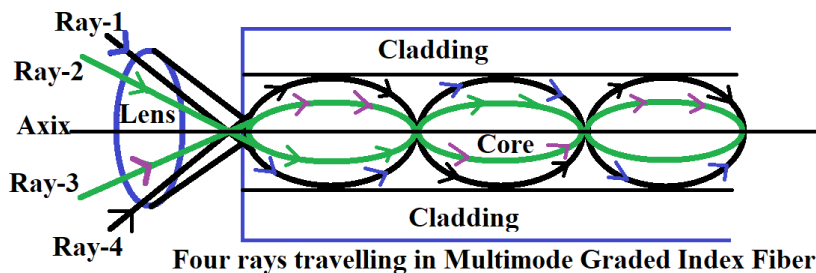 Ray-1
Cladding
Ray-2
Lens
Axix
Core
Ray-3
Cladding
Ray-4
Four rays travelling in Multimode Graded Index Fiber